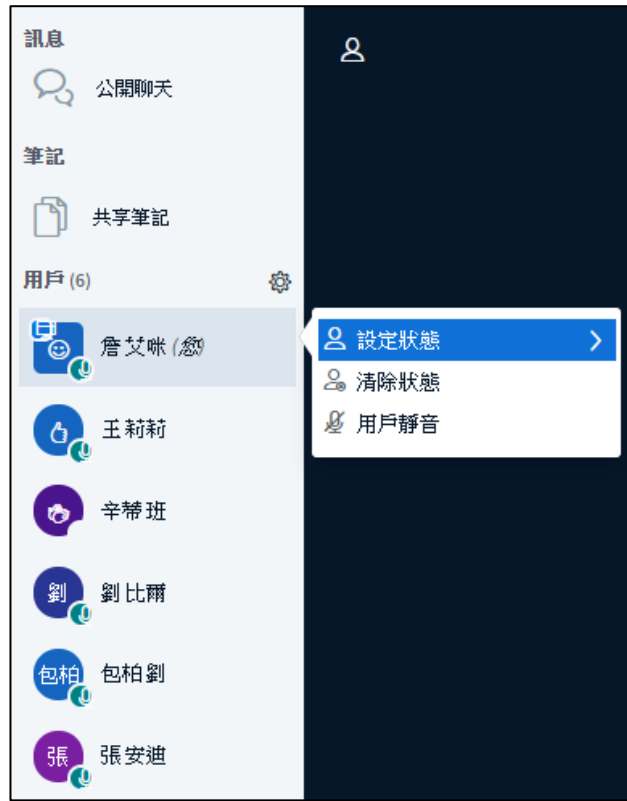 訊息
公開聊天
筆記
共享筆記
用戶 (6)
詹艾咪 (您)
設定狀態
清除狀態
用戶靜音
王莉莉
辛蒂班
劉 劉比爾
包柏 包柏劉
張 張安迪